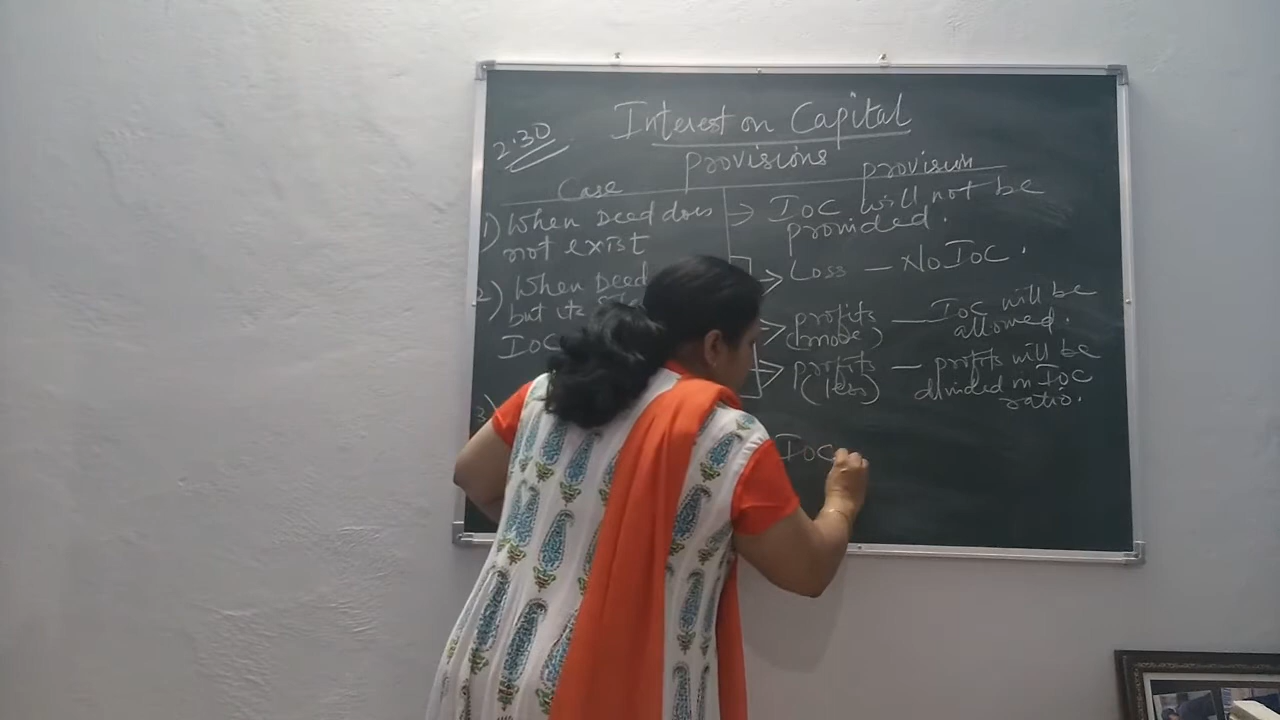 Interest on Capital
2.30
provisions
Case
provision
1) When Deed does
not exist
→ IOC will not be
provided.
2) When Deed
but its
IOC
Loss — No IOC.
profits — IOC will be
(more) allowed.
profits — profits will be
(less) divided in IOC
ratio.
3)
IOC